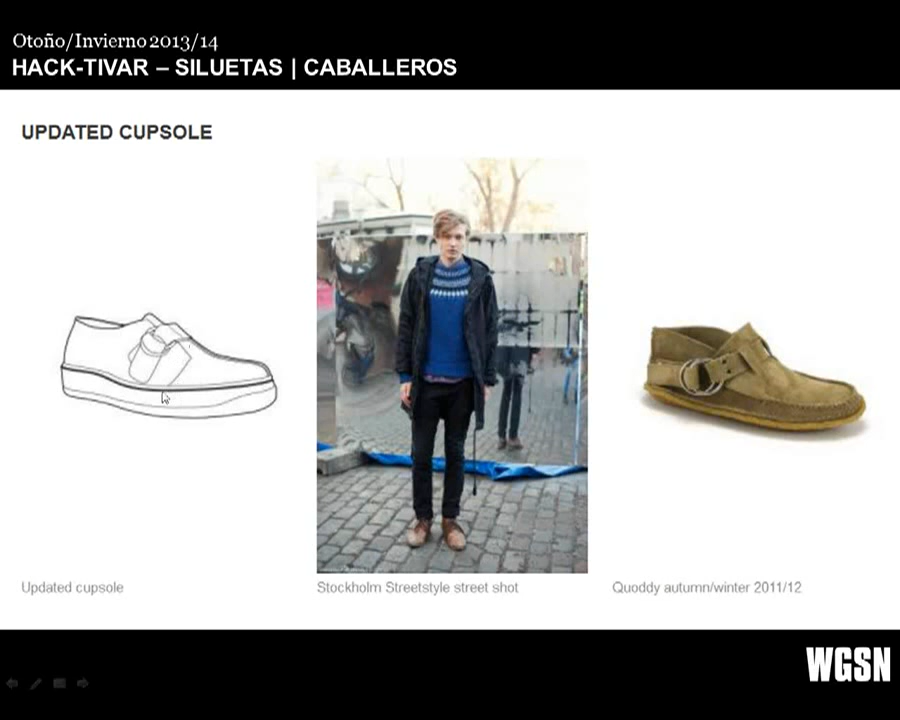 Otoño/Invierno 2013/14
HACK-TIVAR – SILUETAS | CABALLEROS
UPDATED CUPSOLE
Updated cupsole
Stockholm Streetstyle street shot
Quoddy autumn/winter 2011/12
WGSN